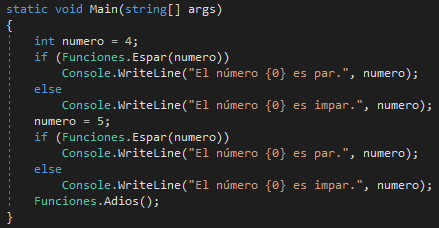 static void Main(string[] args)
{
    int numero = 4;
    if (Funciones.Espar(numero))
        Console.WriteLine("El número {0} es par.", numero);
    else
        Console.WriteLine("El número {0} es impar.", numero);
    numero = 5;
    if (Funciones.Espar(numero))
        Console.WriteLine("El número {0} es par.", numero);
    else
        Console.WriteLine("El número {0} es impar.", numero);
    Funciones.Adios();
}